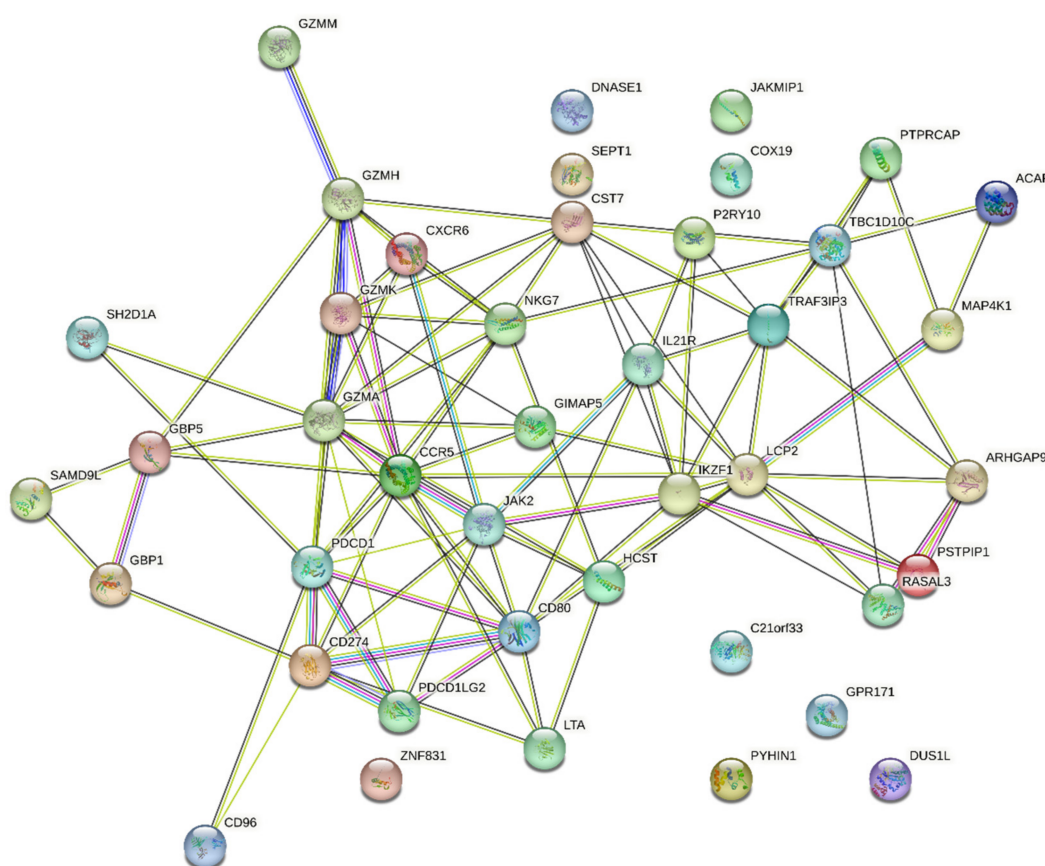 GZMM
DNASE1
JAKMIP1
PTPRCAP
SEPT1
COX19
GZMH
ACAP
CST7
P2RY10
TBC1D10C
CXCR6
GZMK
NKG7
TRAF3IP3
MAP4K1
SH2D1A
IL21R
GZMA
GIMAP5
GBP5
CCR5
LCP2
IKZF1
ARHGAP9
SAMD9L
JAK2
PDCD1
HCST
PSTPIP1
GBP1
RASAL3
CD80
C21orf33
CD274
PDCD1LG2
GPR171
LTA
ZNF831
PYHIN1
DUS1L
CD96